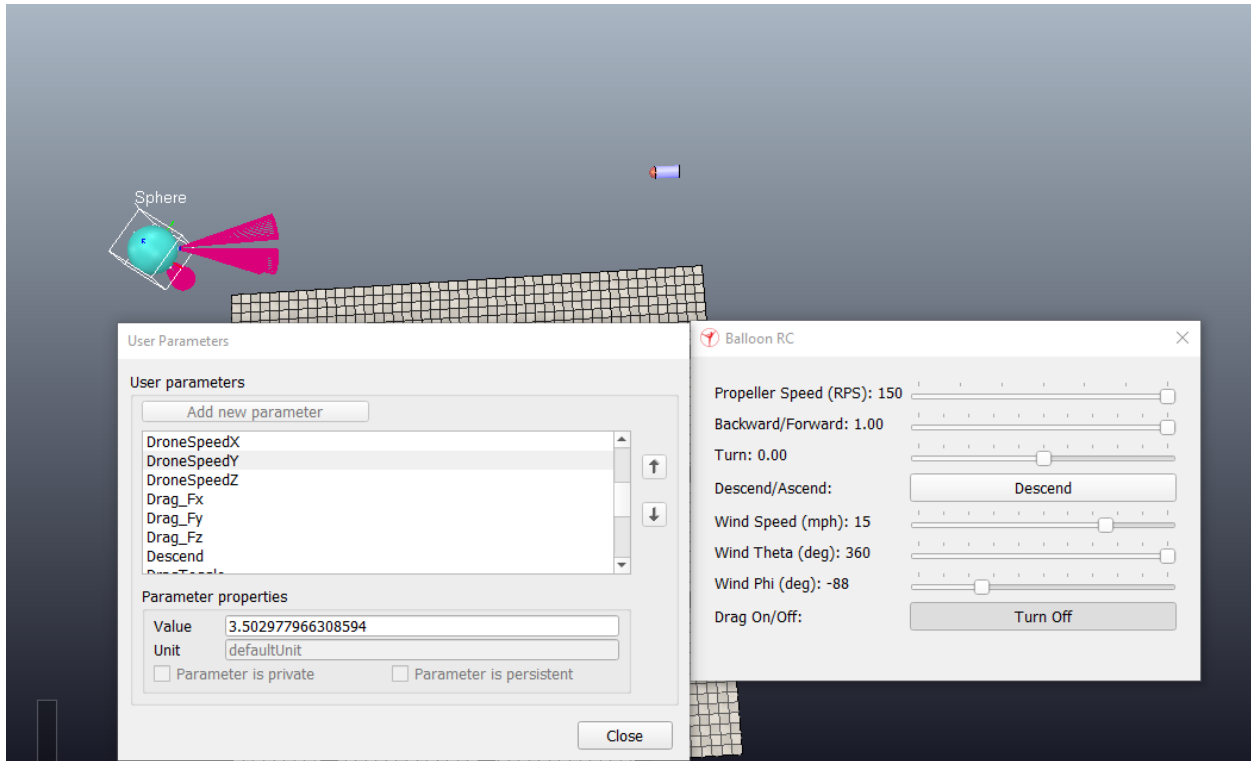 Sphere
User Parameters
User parameters
Add new parameter
DroneSpeedX
DroneSpeedY
DroneSpeedZ
Drag_Fx
Drag_Fy
Drag_Fz
Descend
DragToggle
Parameter properties
Value 3.502977966308594
Unit defaultUnit
Parameter is private Parameter is persistent
Close
Balloon RC
Propeller Speed (RPS): 150
Backward/Forward: 1.00
Turn: 0.00
Descend/Ascend: Descend
Wind Speed (mph): 15
Wind Theta (deg): 360
Wind Phi (deg): -88
Drag On/Off: Turn Off